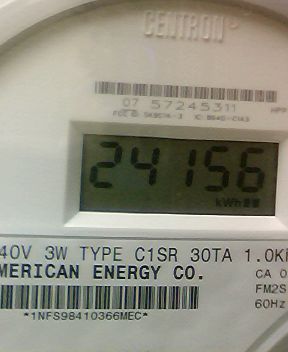 CENTRON
07 57245311
24156
kWh
40V 3W TYPE C1SR 30TA 1.0K
MERICAN ENERGY CO.
CA 0
FM2S
60Hz
*1NFS98410366MEC*